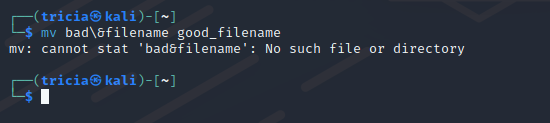 ┌──(tricia㉿kali)-[~]
└─$ mv bad\&filename good_filename
mv: cannot stat 'bad&filename': No such file or directory
┌──(tricia㉿kali)-[~]
└─$